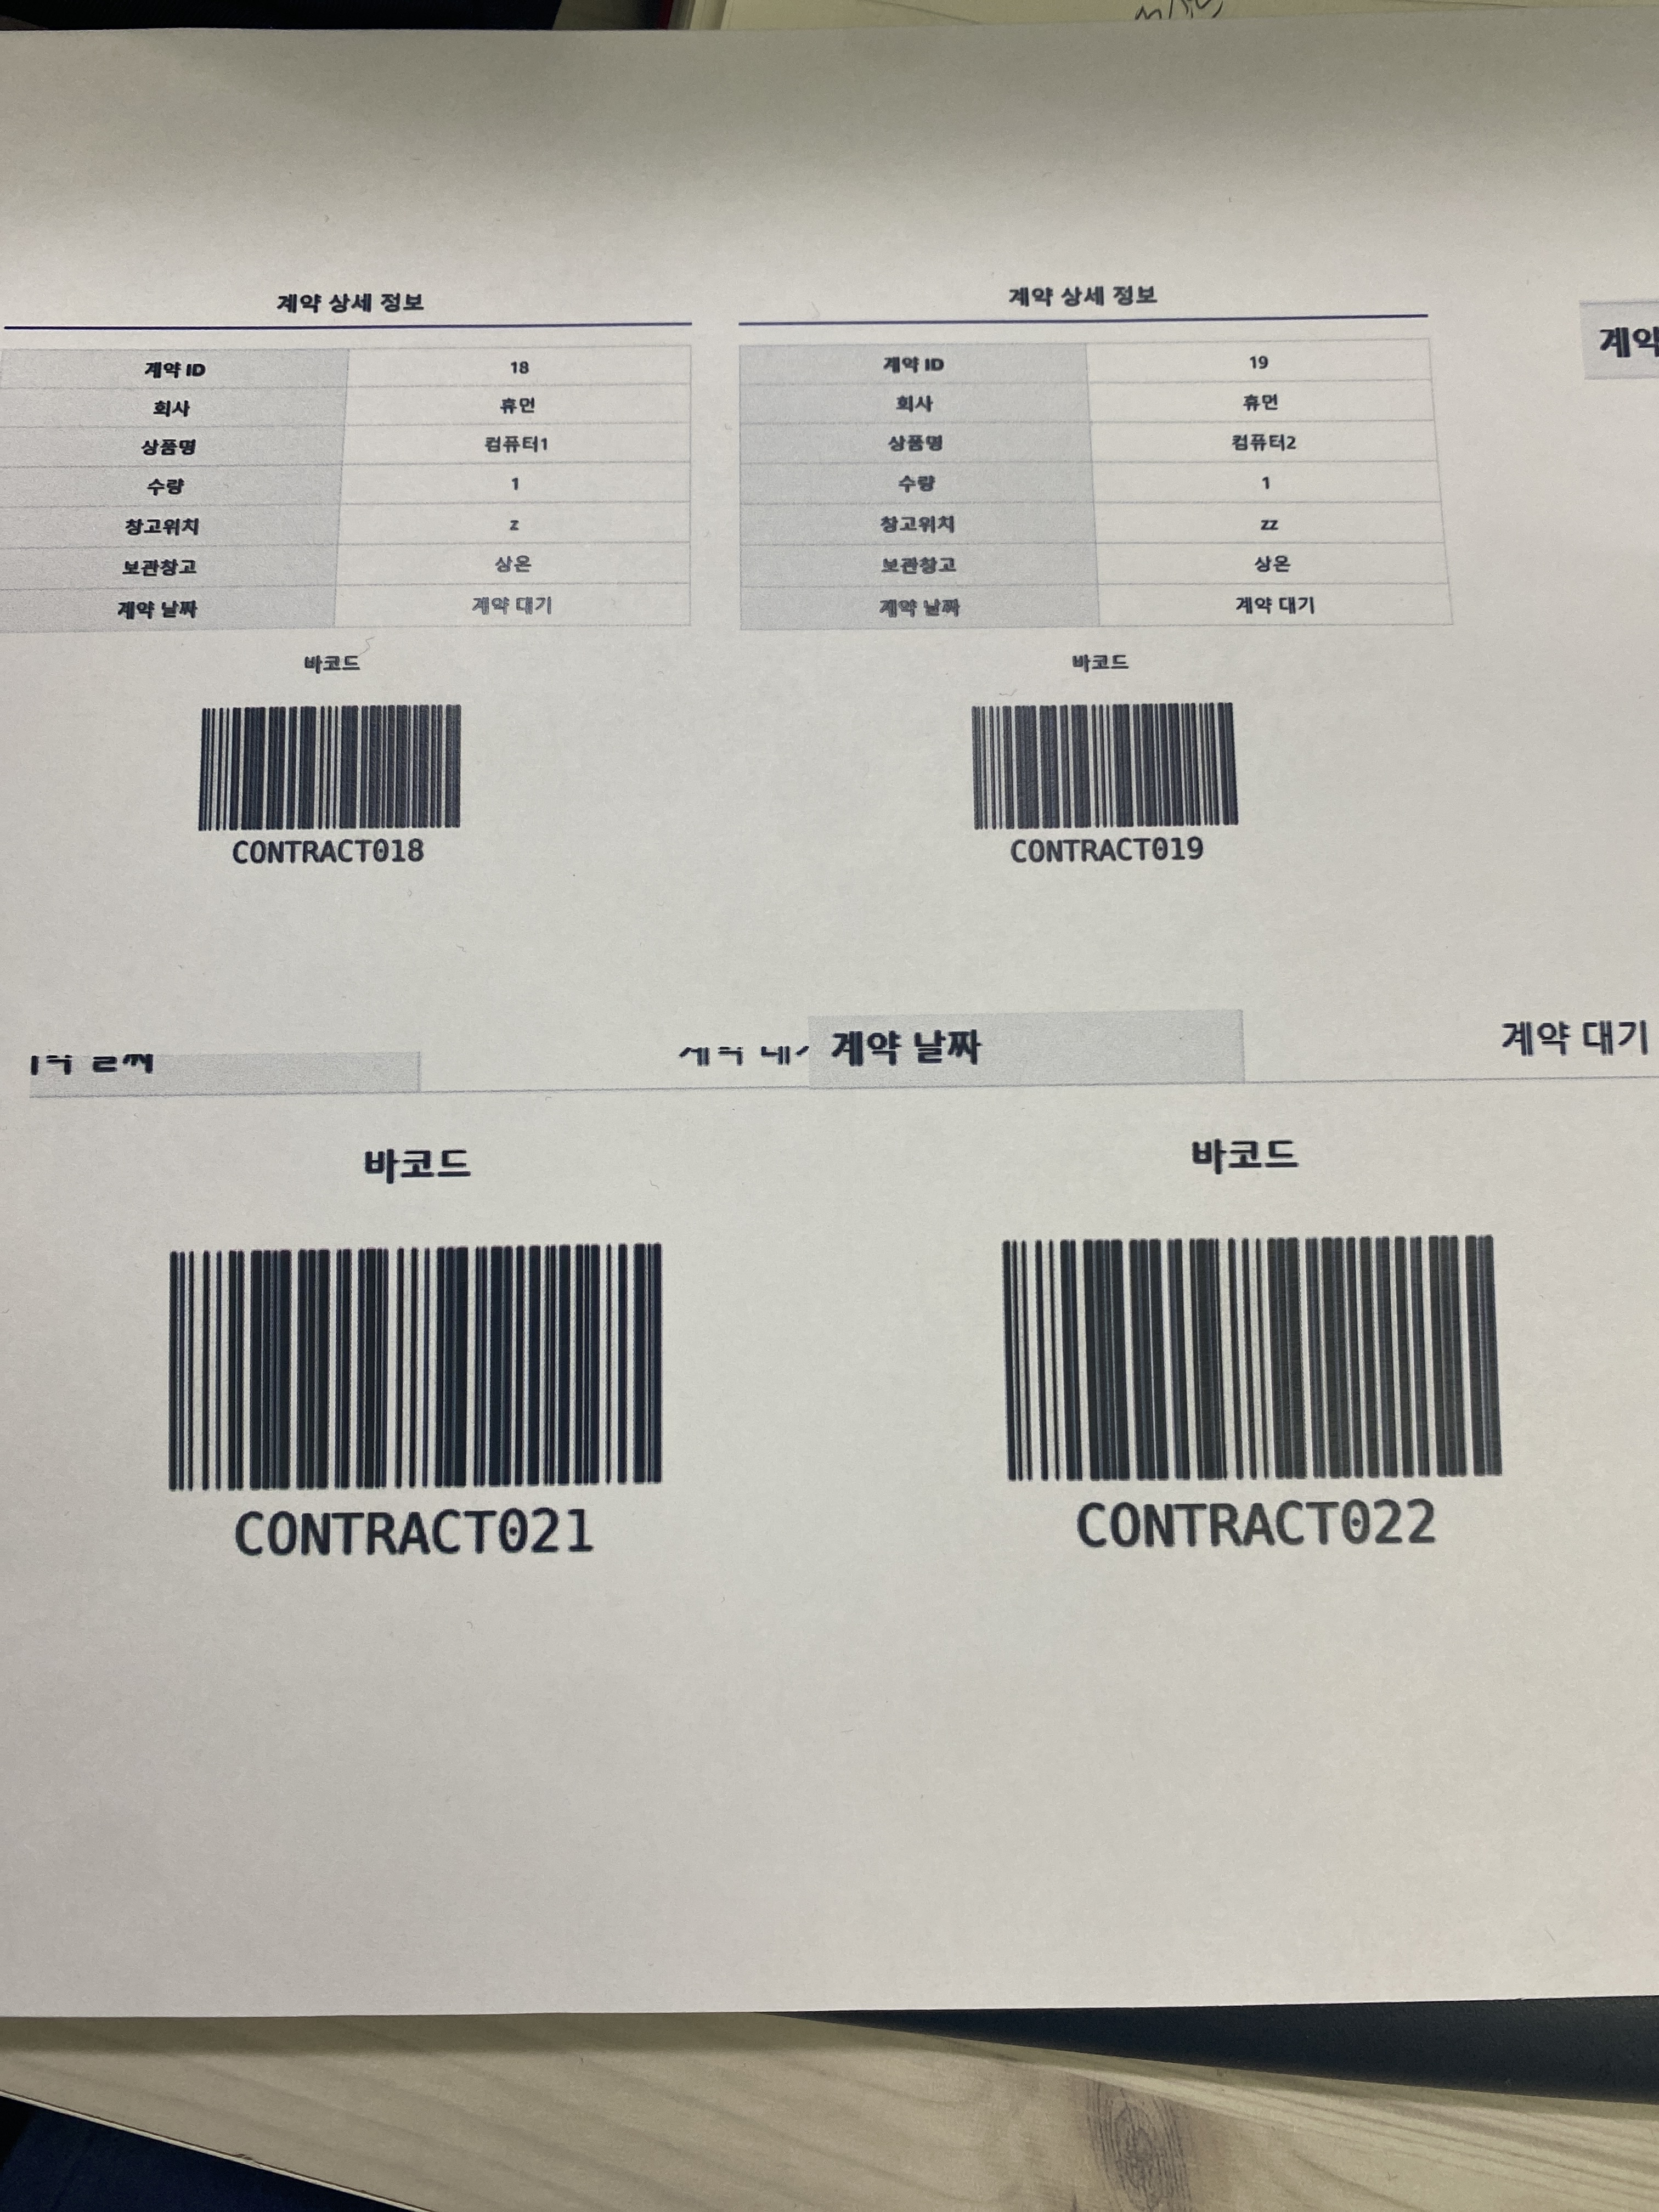 계약 상세 정보
계약 ID 18
회사 휴먼
상품명 컴퓨터1
수량 1
창고위치 z
보관창고 상온
계약 날짜 계약 대기
바코드
CONTRACT018
계약 상세 정보
계약 ID 19
회사 휴먼
상품명 컴퓨터2
수량 1
창고위치 zz
보관창고 상온
계약 날짜 계약 대기
바코드
CONTRACT019
계약
바코드
CONTRACT021
계약 날짜 계약 대기
바코드
CONTRACT022